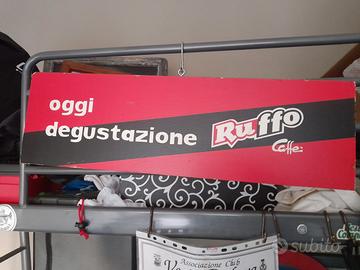 oggi
degustazione Ruffo
Caffè
Associazione Club
subito